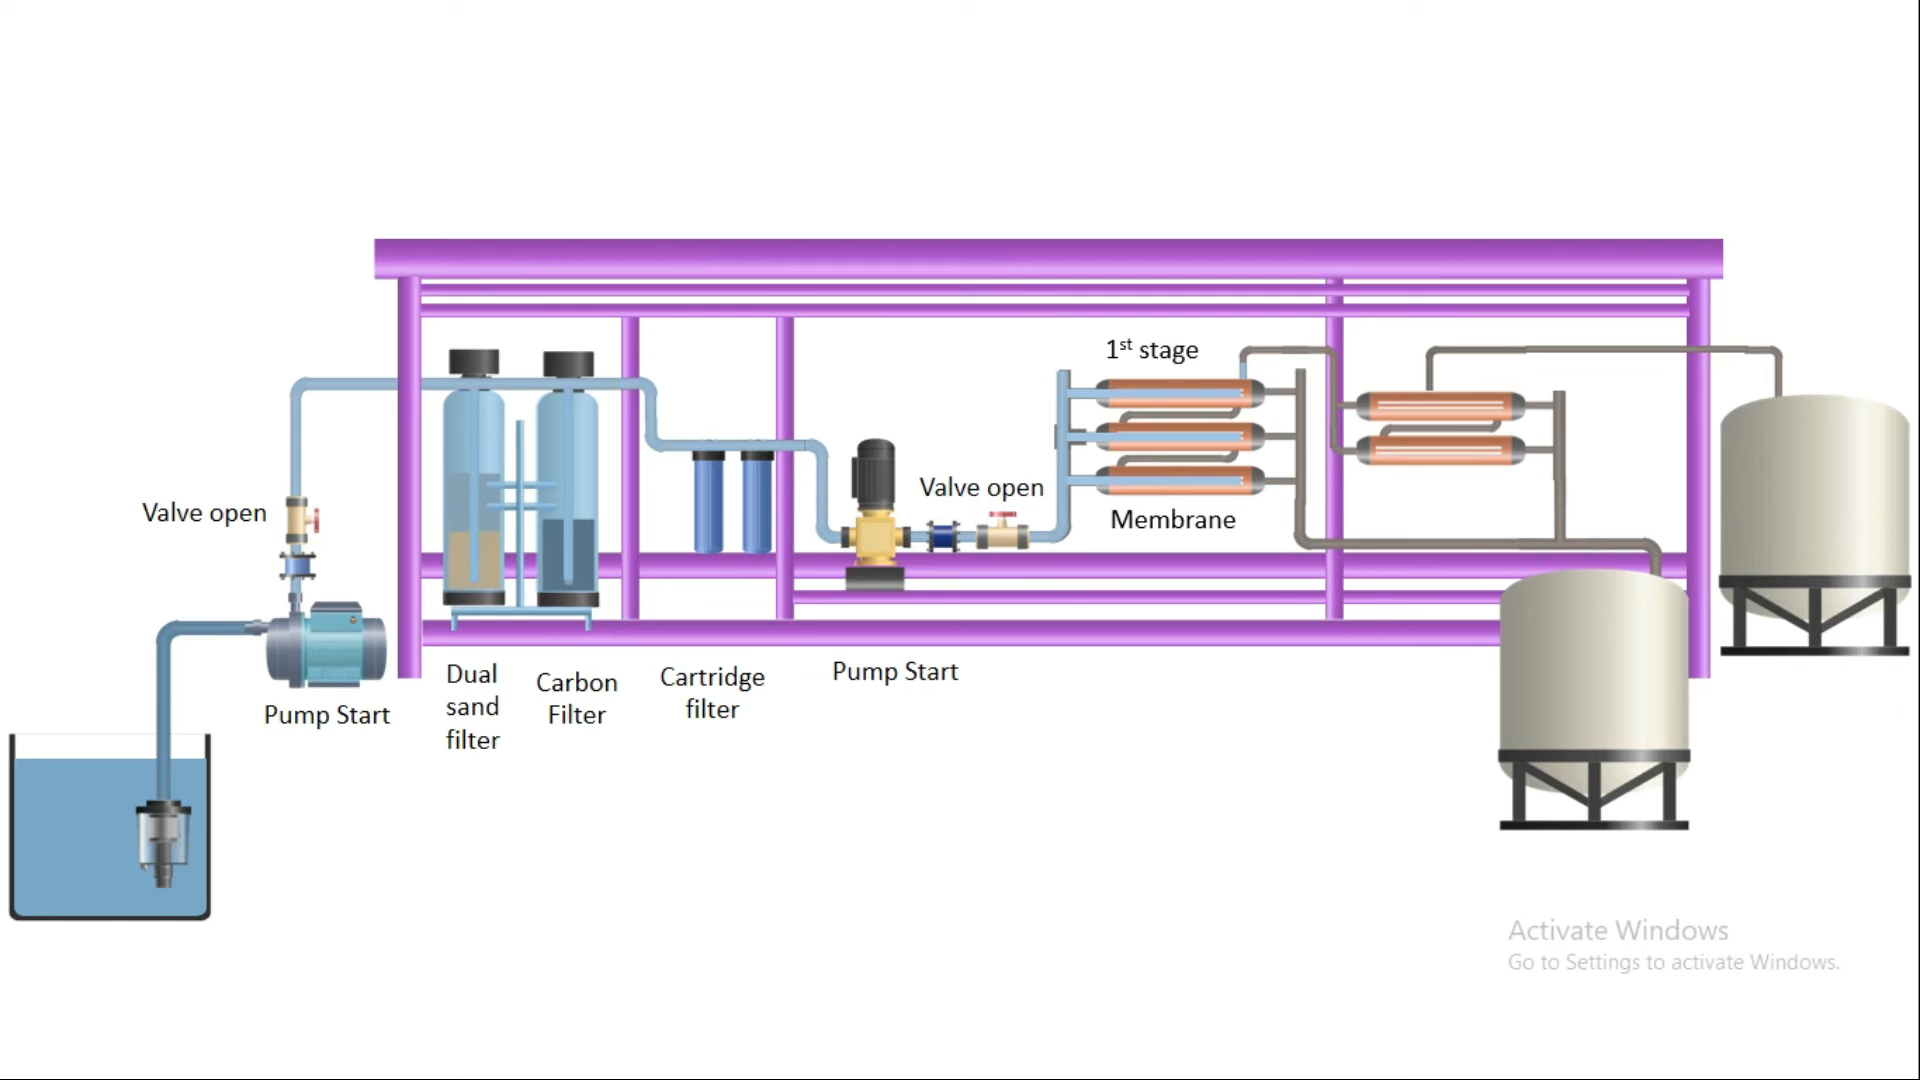 1st stage
Valve open
Valve open
Membrane
Pump Start
Dual
sand
filter
Carbon
Filter
Cartridge
filter
Pump Start
Activate Windows
Go to Settings to activate Windows.